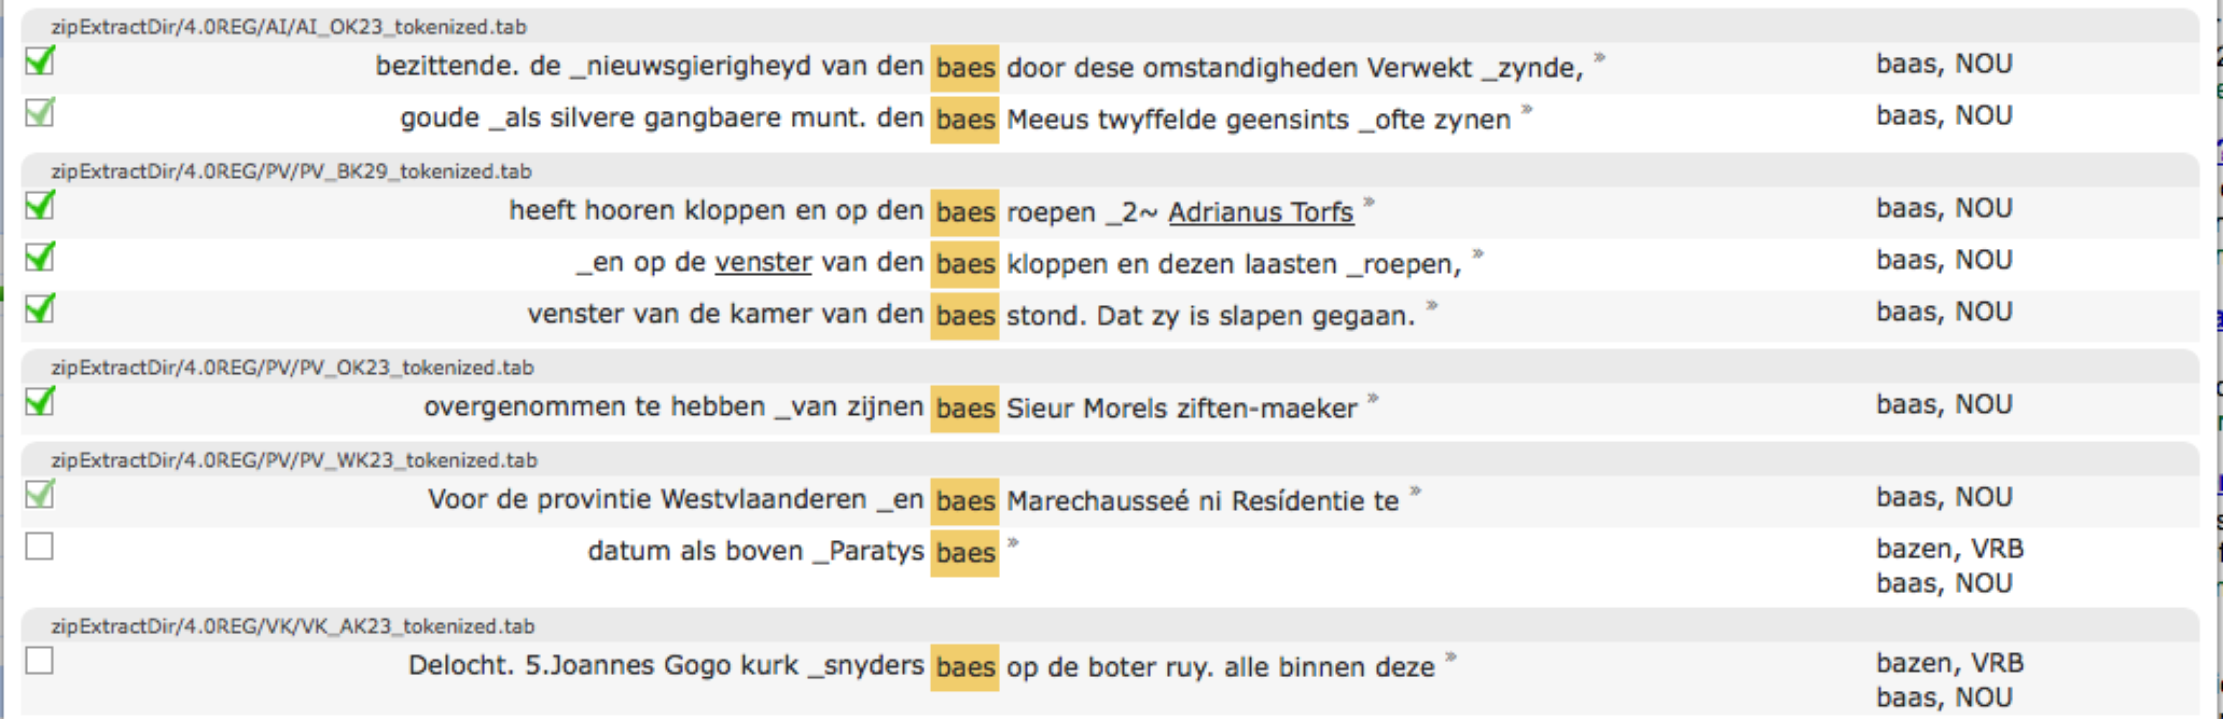 zipExtractDir/4.0REG/AI/AI_OK23_tokenized.tab
bezittende. de _nieuwsgierigheyd van den baes door dese omstandigheden Verwekt _zynde, » baas, NOU
goude _als silvere gangbaere munt. den baes Meeus twyffelde geensints _ofte zynen » baas, NOU
zipExtractDir/4.0REG/PV/PV_BK29_tokenized.tab
heeft hooren kloppen en op den baes roepen _2~ Adrianus Torfs » baas, NOU
_en op de venster van den baes kloppen en dezen laasten _roepen, » baas, NOU
venster van de kamer van den baes stond. Dat zy is slapen gegaan. » baas, NOU
zipExtractDir/4.0REG/PV/PV_OK23_tokenized.tab
overgenommen te hebben _van zijnen baes Sieur Morels ziften-maeker » baas, NOU
zipExtractDir/4.0REG/PV/PV_WK23_tokenized.tab
Voor de provintie Westvlaanderen _en baes Marechausseé ni Resídentie te » baas, NOU
datum als boven _Paratys baes » bazen, VRB
baas, NOU
zipExtractDir/4.0REG/VK/VK_AK23_tokenized.tab
Delocht. 5.Joannes Gogo kurk _snyders baes op de boter ruy. alle binnen deze » bazen, VRB
baas, NOU